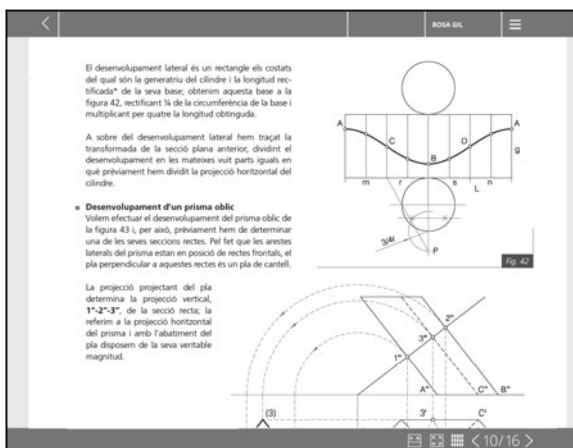 ROSA GIL
El desenvolupament lateral és un rectangle els costats
del qual són la generatriu del cilindre i la longitud rec-
tificada* de la seva base; obtenim aquesta base a la
figura 42, rectificant ¼ de la circumferència de la base i
multiplicant per quatre la longitud obtinguda.
A sobre del desenvolupament lateral hem traçat la
transformada de la secció plana anterior, dividint el
desenvolupament en les mateixes vuit parts iguals en
què prèviament hem dividit la projecció horitzontal del
cilindre.
Desenvolupament d'un prisma oblic
Volem efectuar el desenvolupament del prisma oblic de
la figura 43 i, per això, prèviament hem de determinar
una de les seves seccions rectes. Pel fet que les arestes
laterals del prisma estan en posició de rectes frontals, el
pla perpendicular a aquestes rectes és un pla de cantell.
La projecció projectant del pla
determina la projecció vertical,
1"-2"-3", de la secció recta; la
referim a la projecció horitzontal
del prisma i amb l'abatiment del
pla disposem de la seva veritable
magnitud.
A
A
C
D
B
g
m
r
s
n
L
3/4r
P
Fig. 42
2"
3"
1"
A"
C"
B"
(3)
3'
C'
10/16